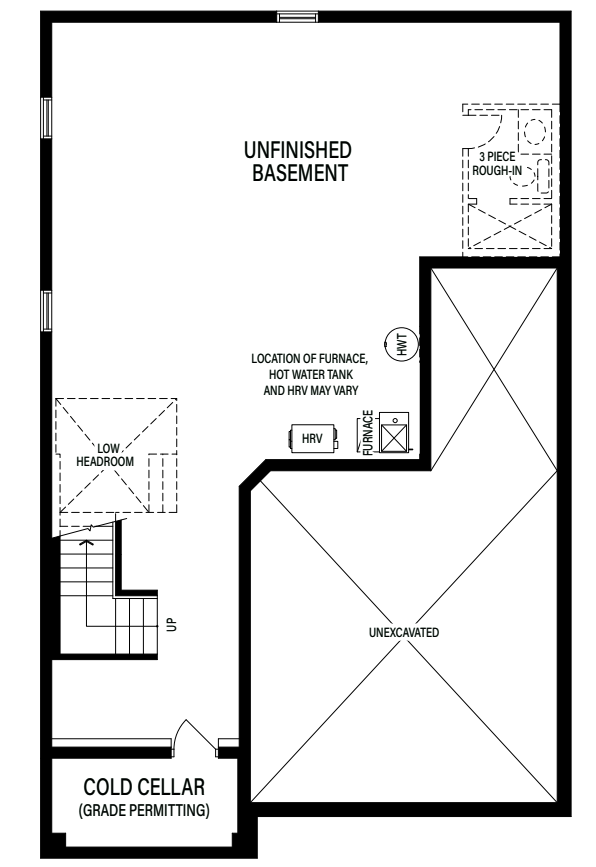 UNFINISHED
BASEMENT
3 PIECE
ROUGH-IN
HWT
LOCATION OF FURNACE,
HOT WATER TANK
AND HRV MAY VARY
FURNACE
HRV
LOW
HEADROOM
UP
UNEXCAVATED
COLD CELLAR
(GRADE PERMITTING)